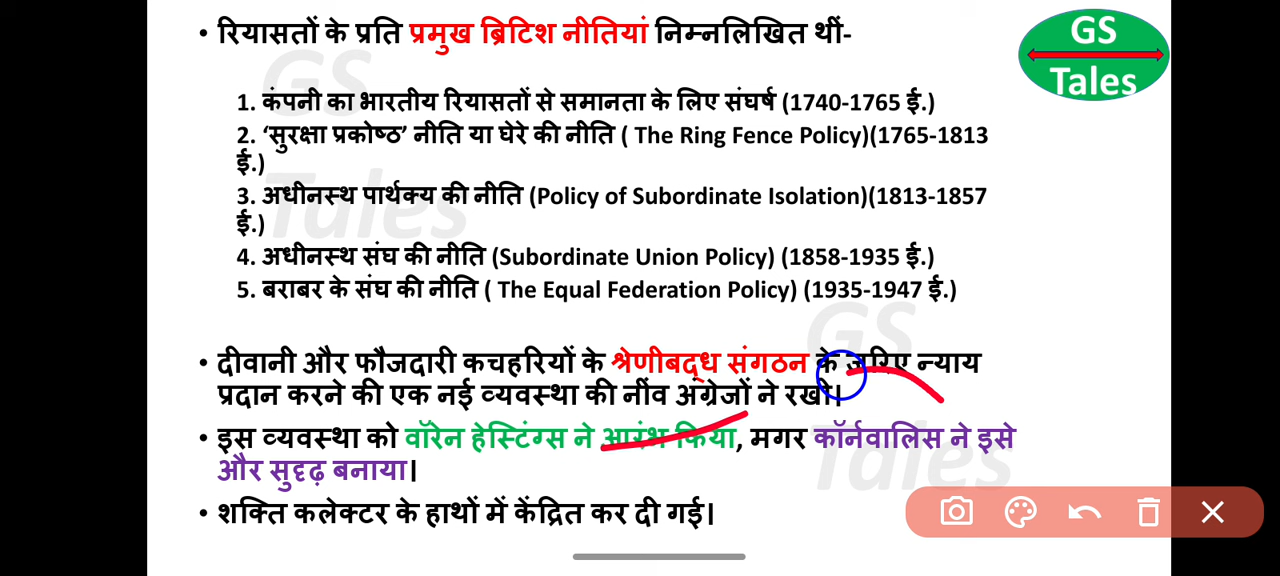 • रियासतों के प्रति प्रमुख ब्रिटिश नीतियां निम्नलिखित थीं-
GS
Tales
1. कंपनी का भारतीय रियासतों से समानता के लिए संघर्ष (1740-1765 ई.)
2. ‘सुरक्षा प्रकोष्ठ’ नीति या घेरे की नीति ( The Ring Fence Policy)(1765-1813
ई.)
3. अधीनस्थ पार्थक्य की नीति (Policy of Subordinate Isolation)(1813-1857
ई.)
4. अधीनस्थ संघ की नीति (Subordinate Union Policy) (1858-1935 ई.)
5. बराबर के संघ की नीति ( The Equal Federation Policy) (1935-1947 ई.)
• दीवानी और फौजदारी कचहरियों के श्रेणीबद्ध संगठन के जरिए न्याय
प्रदान करने की एक नई व्यवस्था की नींव अंग्रेजों ने रखी।
• इस व्यवस्था को वॉरेन हेस्टिंग्स ने आरंभ किया, मगर कॉर्नवालिस ने इसे
और सुदृढ़ बनाया।
• शक्ति कलेक्टर के हाथों में केंद्रित कर दी गई।
GS
Tales
GS
Tales